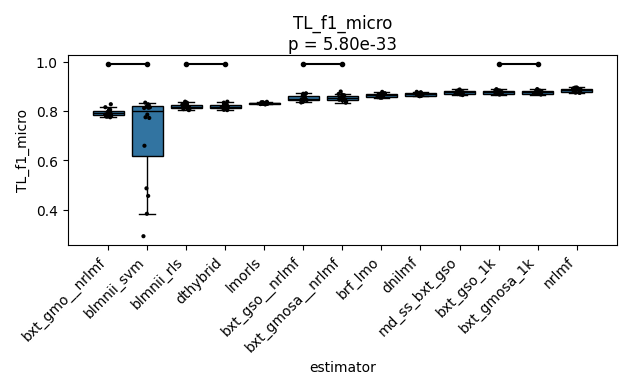 TL_f1_micro
p = 5.80e-33
TL_f1_micro
1.0
0.8
0.6
0.4
bxt_gmo__nrlmf
blmnii_svm
blmnii_rls
dthybrid
lmorls
bxt_gso__nrlmf
bxt_gmosa__nrlmf
brf_lmo
dnilmf
md_ss_bxt_gso
bxt_gso_1k
bxt_gmosa_1k
nrlmf
estimator